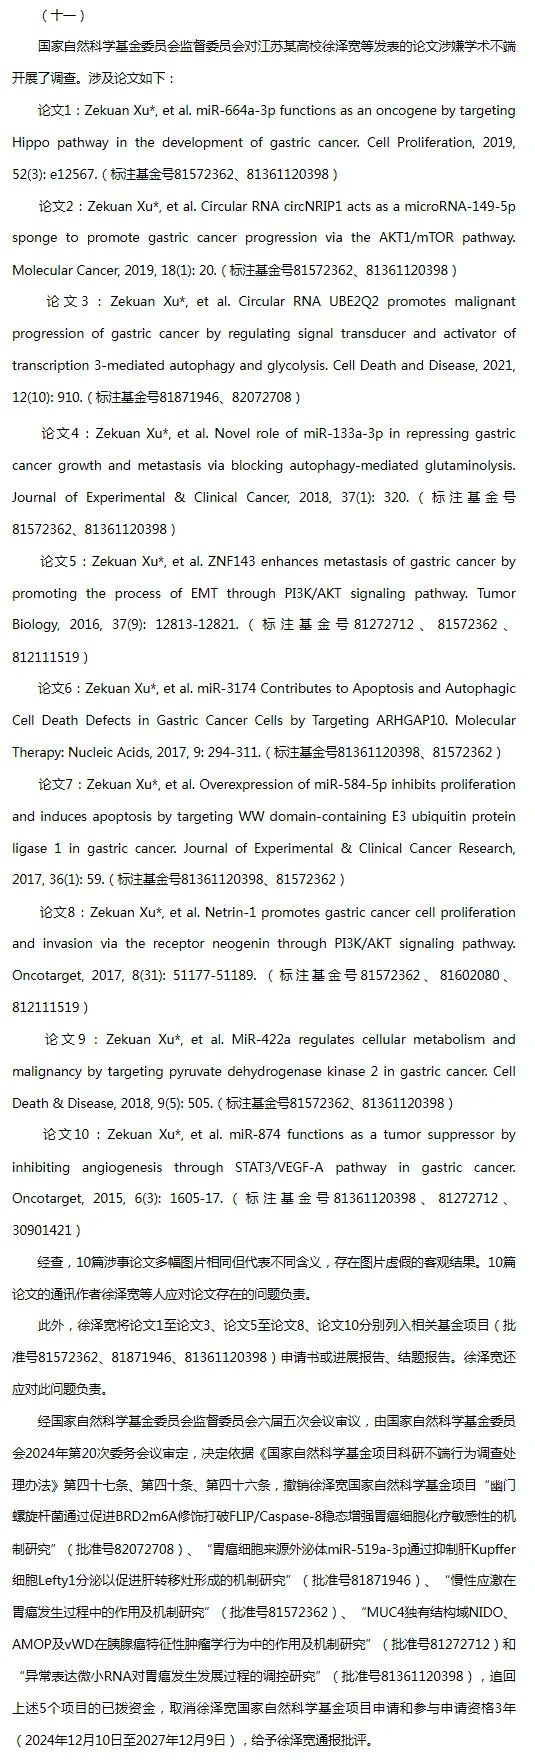 （十一）
国家自然科学基金委员会监督委员会对江苏某高校徐泽宽等发表的论文涉嫌学术不端
开展了调查。涉及论文如下：
论文1：Zekuan Xu*, et al. miR-664a-3p functions as an oncogene by targeting
Hippo pathway in the development of gastric cancer. Cell Proliferation, 2019,
52(3): e12567.（标注基金号81572362、81361120398）
论文2：Zekuan Xu*, et al. Circular RNA circNRIP1 acts as a microRNA-149-5p
sponge to promote gastric cancer progression via the AKT1/mTOR pathway.
Molecular Cancer, 2019, 18(1): 20.（标注基金号81572362、81361120398）
论文3：Zekuan Xu*, et al. Circular RNA UBE2Q2 promotes malignant
progression of gastric cancer by regulating signal transducer and activator of
transcription 3-mediated autophagy and glycolysis. Cell Death and Disease, 2021,
12(10): 910.（标注基金号81871946、82072708）
论文4：Zekuan Xu*, et al. Novel role of miR-133a-3p in repressing gastric
cancer growth and metastasis via blocking autophagy-mediated glutaminolysis.
Journal of Experimental & Clinical Cancer, 2018, 37(1): 320.（标注基金号
81572362、81361120398）
论文5：Zekuan Xu*, et al. ZNF143 enhances metastasis of gastric cancer by
promoting the process of EMT through PI3K/AKT signaling pathway. Tumor
Biology, 2016, 37(9): 12813-12821.（标注基金号81272712、81572362、
812111519）
论文6：Zekuan Xu*, et al. miR-3174 Contributes to Apoptosis and Autophagic
Cell Death Defects in Gastric Cancer Cells by Targeting ARHGAP10. Molecular
Therapy: Nucleic Acids, 2017, 9: 294-311.（标注基金号81361120398、81572362）
论文7：Zekuan Xu*, et al. Overexpression of miR-584-5p inhibits proliferation
and induces apoptosis by targeting WW domain-containing E3 ubiquitin protein
ligase 1 in gastric cancer. Journal of Experimental & Clinical Cancer Research,
2017, 36(1): 59.（标注基金号81361120398、81572362）
论文8：Zekuan Xu*, et al. Netrin-1 promotes gastric cancer cell proliferation
and invasion via the receptor neogenin through PI3K/AKT signaling pathway.
Oncotarget, 2017, 8(31): 51177-51189. （标注基金号81572362、81602080、
812111519）
论文9：Zekuan Xu*, et al. MiR-422a regulates cellular metabolism and
malignancy by targeting pyruvate dehydrogenase kinase 2 in gastric cancer. Cell
Death & Disease, 2018, 9(5): 505.（标注基金号81572362、81361120398）
论文10：Zekuan Xu*, et al. miR-874 functions as a tumor suppressor by
inhibiting angiogenesis through STAT3/VEGF-A pathway in gastric cancer.
Oncotarget, 2015, 6(3): 1605-17.（标注基金号81361120398、81272712、
30901421）
经查，10篇涉事论文多幅图片相同但代表不同含义，存在图片虚假的客观结果。10篇
论文的通讯作者徐泽宽等人应对论文存在的问题负责。
此外，徐泽宽将论文1至论文3、论文5至论文8、论文10分别列入相关基金项目（批
准号81572362、81871946、81361120398）申请书或进展报告、结题报告。徐泽宽还
应对此问题负责。
经国家自然科学基金委员会监督委员会六届五次会议审议，由国家自然科学基金委员
会2024年第20次委务会议审定，决定依据《国家自然科学基金项目科研不端行为调查处
理办法》第四十七条、第四十条、第四十六条，撤销徐泽宽国家自然科学基金项目“幽门
螺旋杆菌通过促进BRD2m6A修饰打破FLIP/Caspase-8稳态增强胃癌细胞化疗敏感性的机
制研究”（批准号82072708）、“胃癌细胞来源外泌体miR-519a-3p通过抑制肝Kupffer
细胞Lefty1分泌以促进肝转移灶形成的机制研究”（批准号81871946）、“慢性应激在
胃癌发生过程中的作用及机制研究”（批准号81572362）、“MUC4独有结构域NIDO、
AMOP及vWD在胰腺癌特征性肿瘤学行为中的作用及机制研究”（批准号81272712）和
“异常表达微小RNA对胃癌发生发展过程的调控研究”（批准号81361120398），追回
上述5个项目的已拨资金，取消徐泽宽国家自然科学基金项目申请和参与申请资格3年
（2024年12月10日至2027年12月9日），给予徐泽宽通报批评。